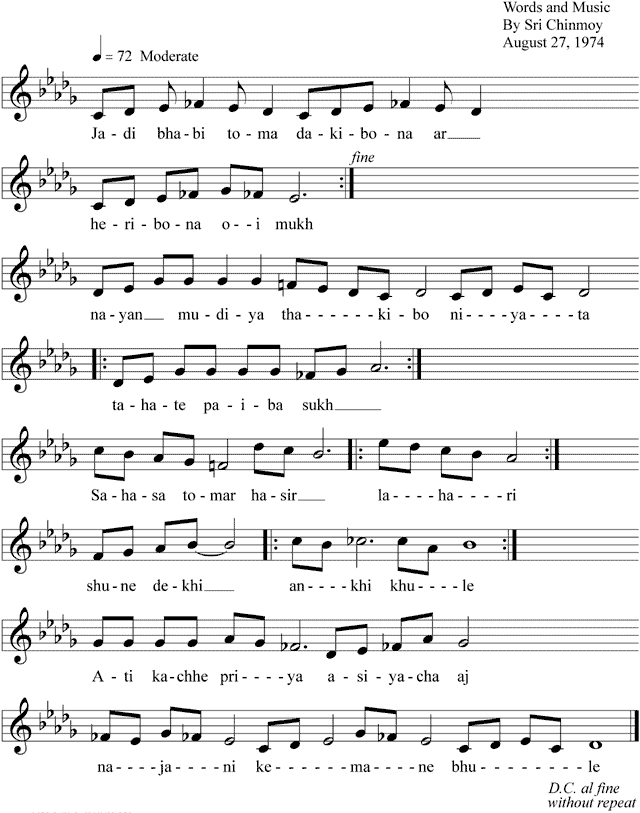 Words and Music
By Sri Chinmoy
August 27, 1974
= 72 Moderate
Ja-di bha-bi to-ma da-ki-bo-na ar
fine
he-ri-bo-na o--i mukh
na-yan mu-di-ya tha-----ki-bo ni---ya---ta
ta-ha-te pa-i-ba sukh
Sa-ha-sa to-mar ha-sir la----ha--ri
shu-ne de-khi an----khi khu---le
A-ti ka-chhe pri----ya a-si-ya-cha aj
na----ja---ni ke-----ma---ne bhu------le
D.C. al fine
without repeat